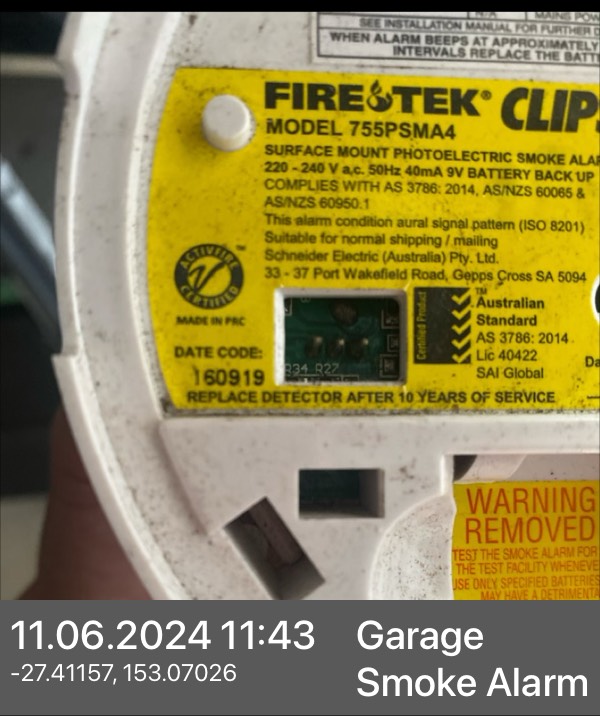 SEE INSTALLATION MANUAL FOR FURTHER
WHEN ALARM BEEPS AT APPROXIMATELY
INTERVALS REPLACE THE
FIRETEK® CLIP
MODEL 755PSMA4
SURFACE MOUNT PHOTOELECTRIC SMOKE
220 - 240 V a.c. 50Hz 40mA 9V BATTERY BACK UP
COMPLIES WITH AS 3786: 2014, AS/NZS 60065 &
AS/NZS 60950.1
This alarm condition aural signal pattern (ISO 8201)
Suitable for normal shipping / mailing
Schneider Electric (Australia) Pty. Ltd.
33 - 37 Port Wakefield Road, Gepps Cross SA 5094
ACTIVFIRE
CERTIFIED
™
MADE IN PRC
Certified Product
™
Australian
Standard
AS 3786: 2014
Lic 40422
SAI Global
DATE CODE:
160919
R34 R27
REPLACE DETECTOR AFTER 10 YEARS OF SERVICE
WARNING
REMOVED
TEST THE SMOKE ALARM FOR
THE TEST FACILITY WHENEVER
USE ONLY SPECIFIED BATTERIES
MAY HAVE A
11.06.2024 11:43
-27.41157, 153.07026
Garage
Smoke Alarm